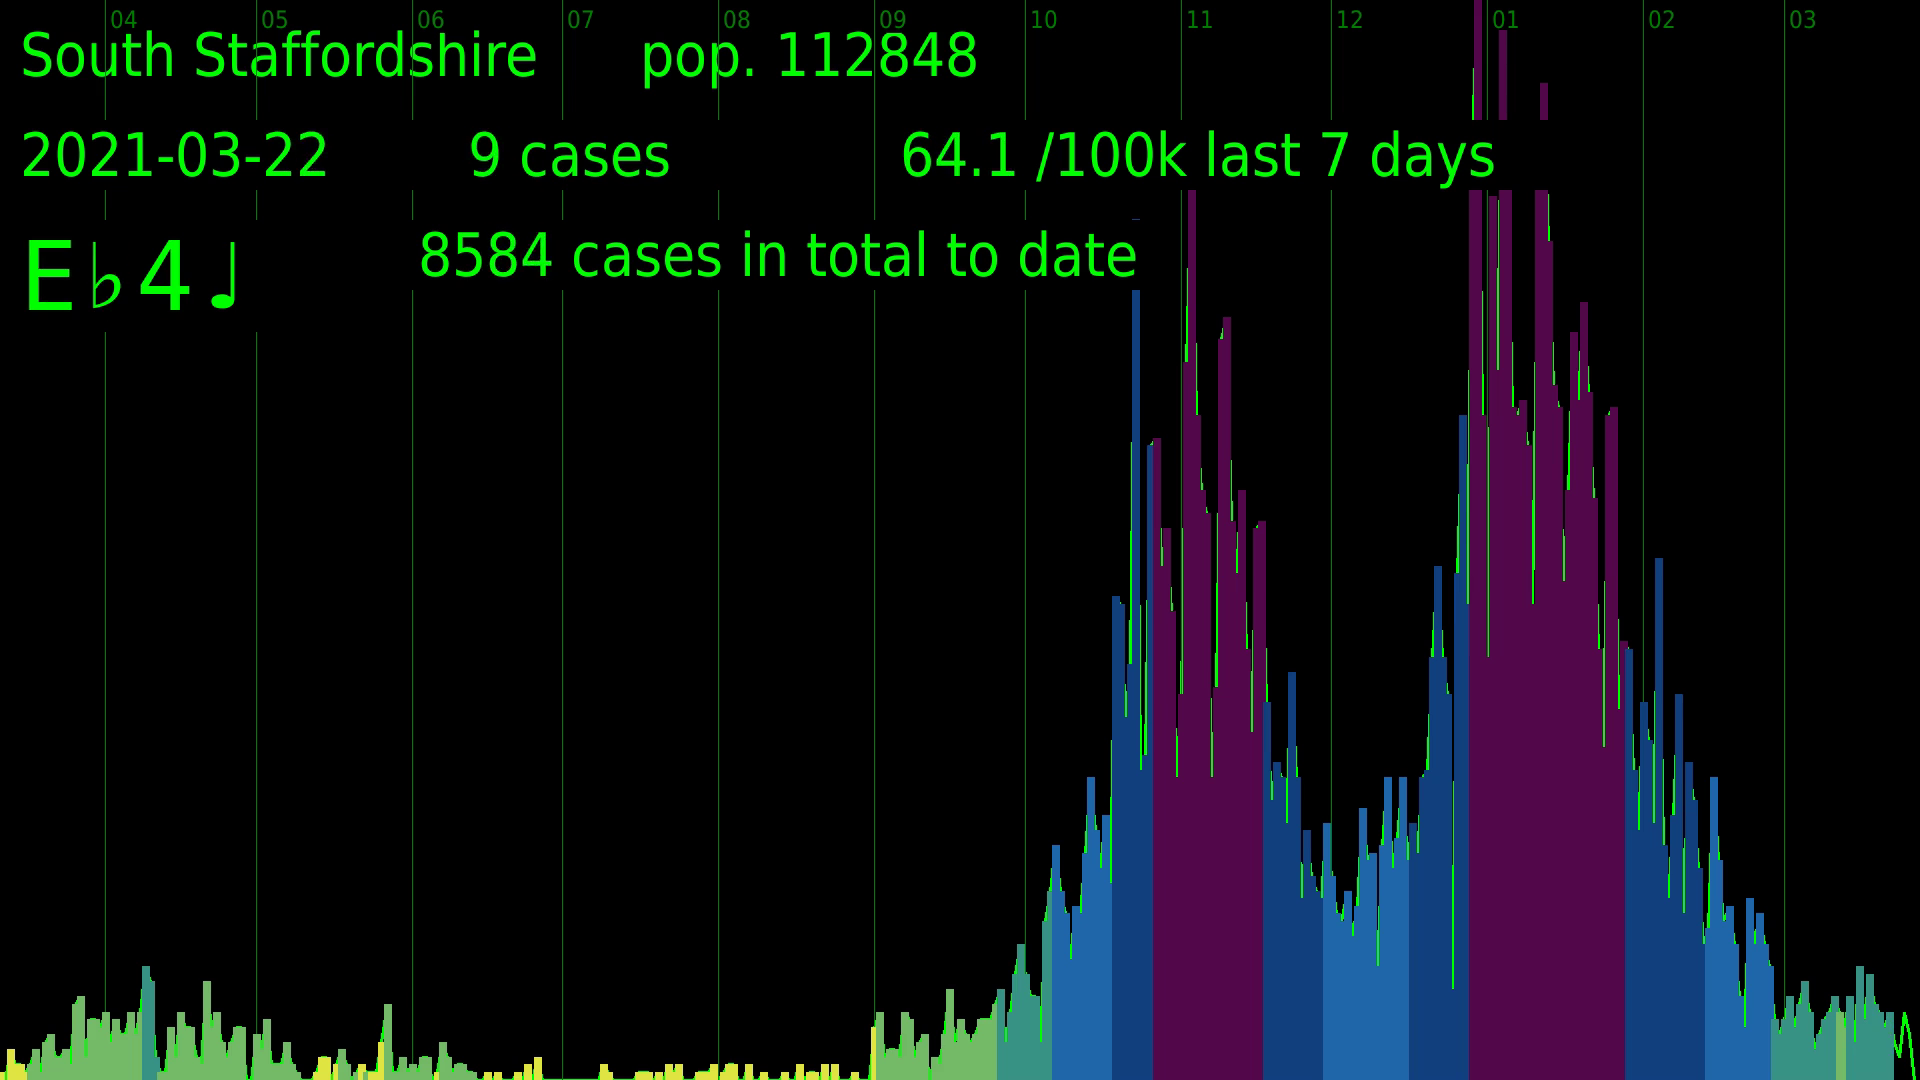 04 05 06 07 08 09 10 11 12 01 02 03
South Staffordshire pop. 112848
2021-03-22 9 cases 64.1 /100k last 7 days
E♭4♩ 8584 cases in total to date